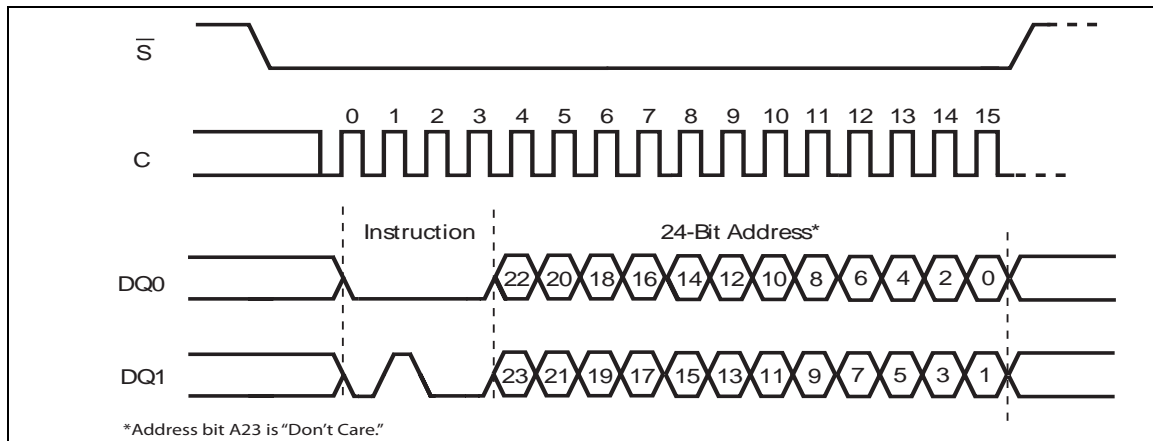 S
0 1 2 3 4 5 6 7 8 9 10 11 12 13 14 15
C
Instruction 24-Bit Address*
DQ0 22 20 18 16 14 12 10 8 6 4 2 0
DQ1 23 21 19 17 15 13 11 9 7 5 3 1
*Address bit A23 is “Don’t Care.”